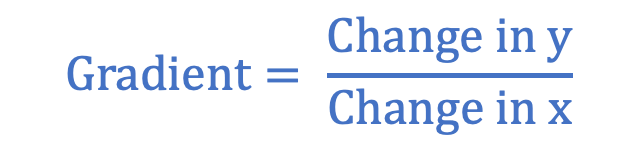 Gradient = Change in y
Change in x